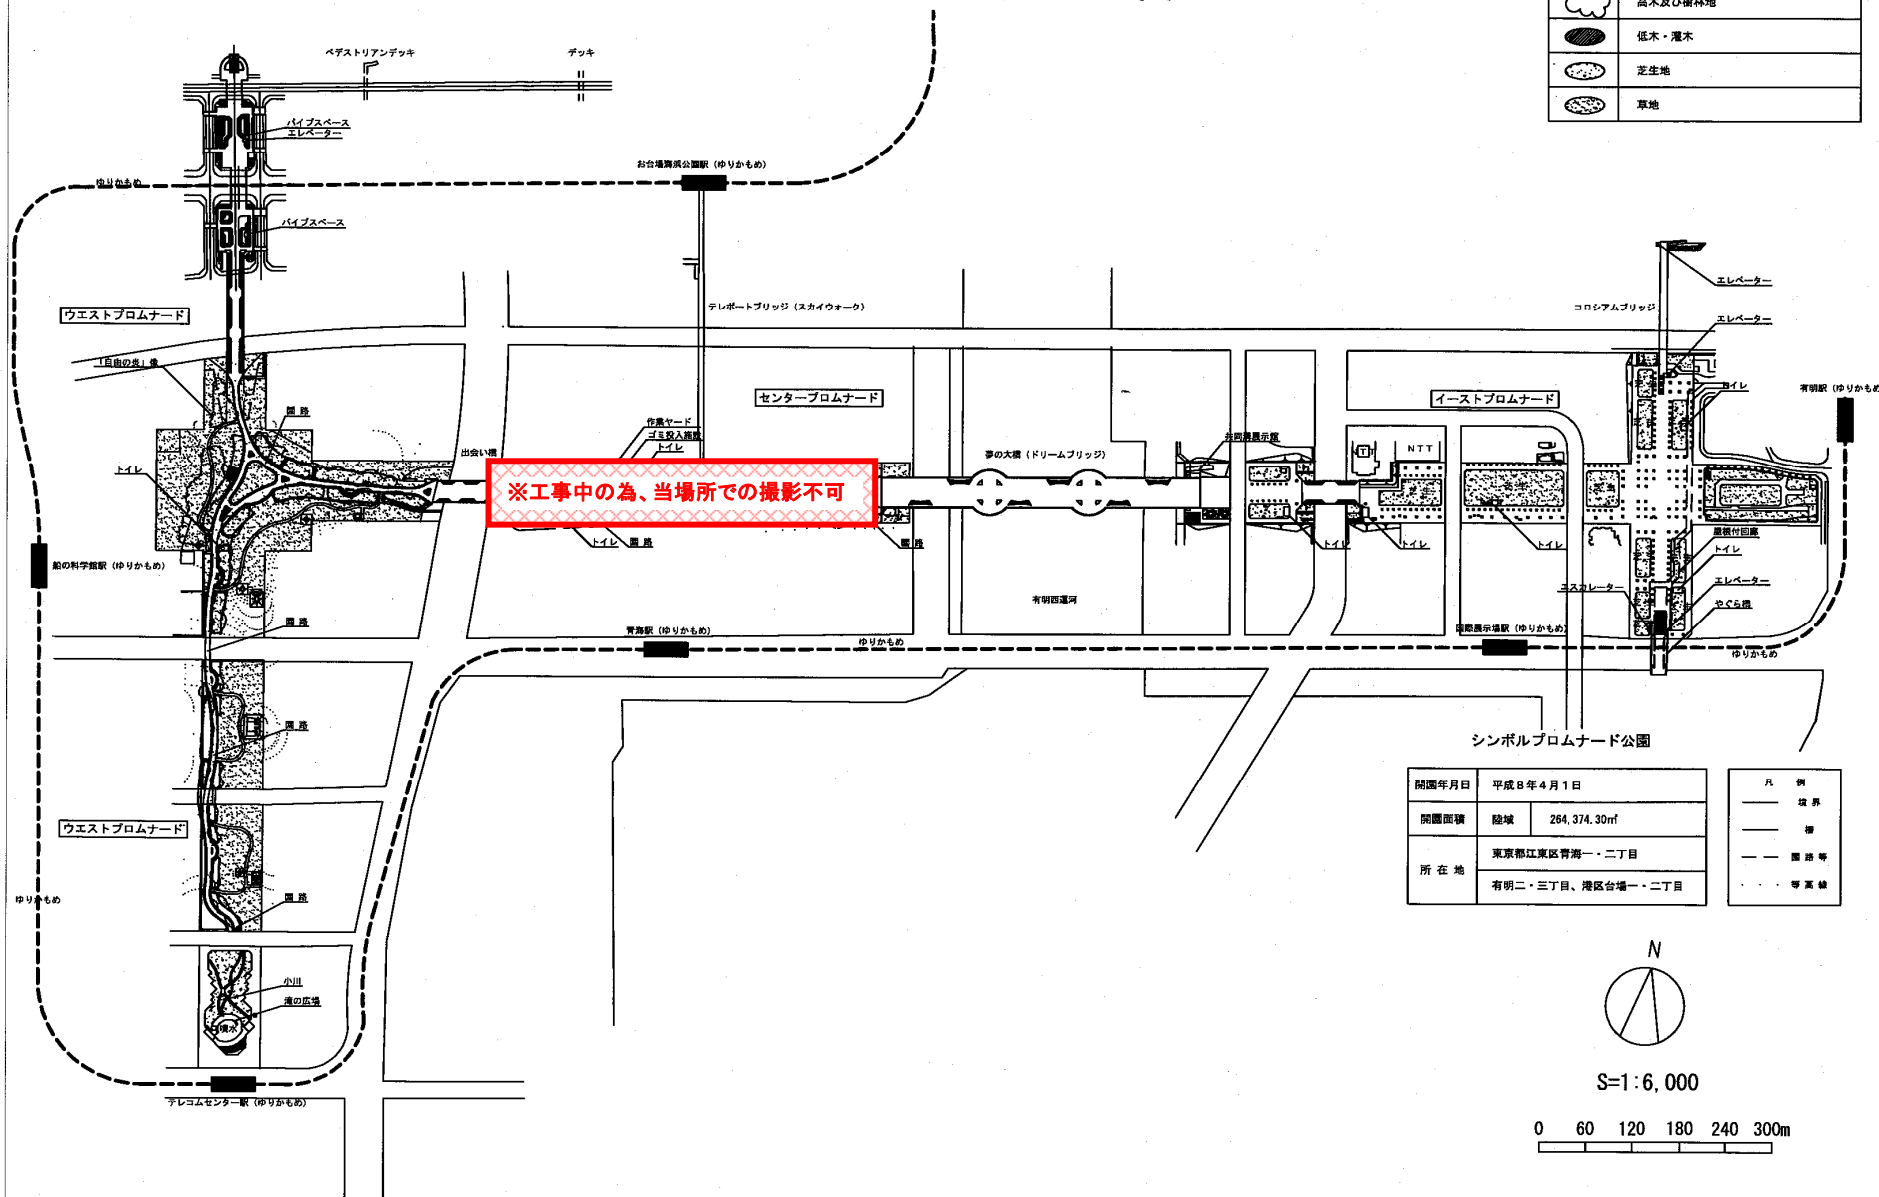 高木及び樹林地
低木・灌木
芝生地
草地
ペデストリアンデッキ
デッキ
パイプスペース
エレベーター
お台場海浜公園駅（ゆりかもめ）
ゆりかもめ
パイプスペース
エレベーター
ウエストプロムナード
テレポートブリッジ（スカイウォーク）
コロシアムブリッジ
エレベーター
「自由の炎」像
センタープロムナード
イーストプロムナード
トイレ
有明駅（ゆりかもめ
園路
作業ヤード
ゴミ投入施設
トイレ
出会い橋
夢の大橋（ドリームブリッジ）
共同溝展示館
NTT
NTT
トイレ
※工事中の為、当場所での撮影不可
トイレ
園路
園路
トイレ
トイレ
トイレ
屋根付回廊
トイレ
船の科学館駅（ゆりかもめ）
エスカレーター
エレベーター
有明西運河
やぐら橋
園路
青海駅（ゆりかもめ）
ゆりかもめ
国際展示場駅（ゆりかもめ）
ゆりかもめ
園路
シンボルプロムナード公園
開園年月日 平成8年4月1日
開園面積 陸域 264,374.30㎡
所在地 東京都江東区青海一・二丁目
有明二・三丁目、港区台場一・二丁目
凡例
境界
柵
園路等
等高線
ウエストプロムナード
ゆりかもめ
園路
小川
滝の広場
噴水
テレコムセンター駅（ゆりかもめ）
N
S=1:6,000
0 60 120 180 240 300m